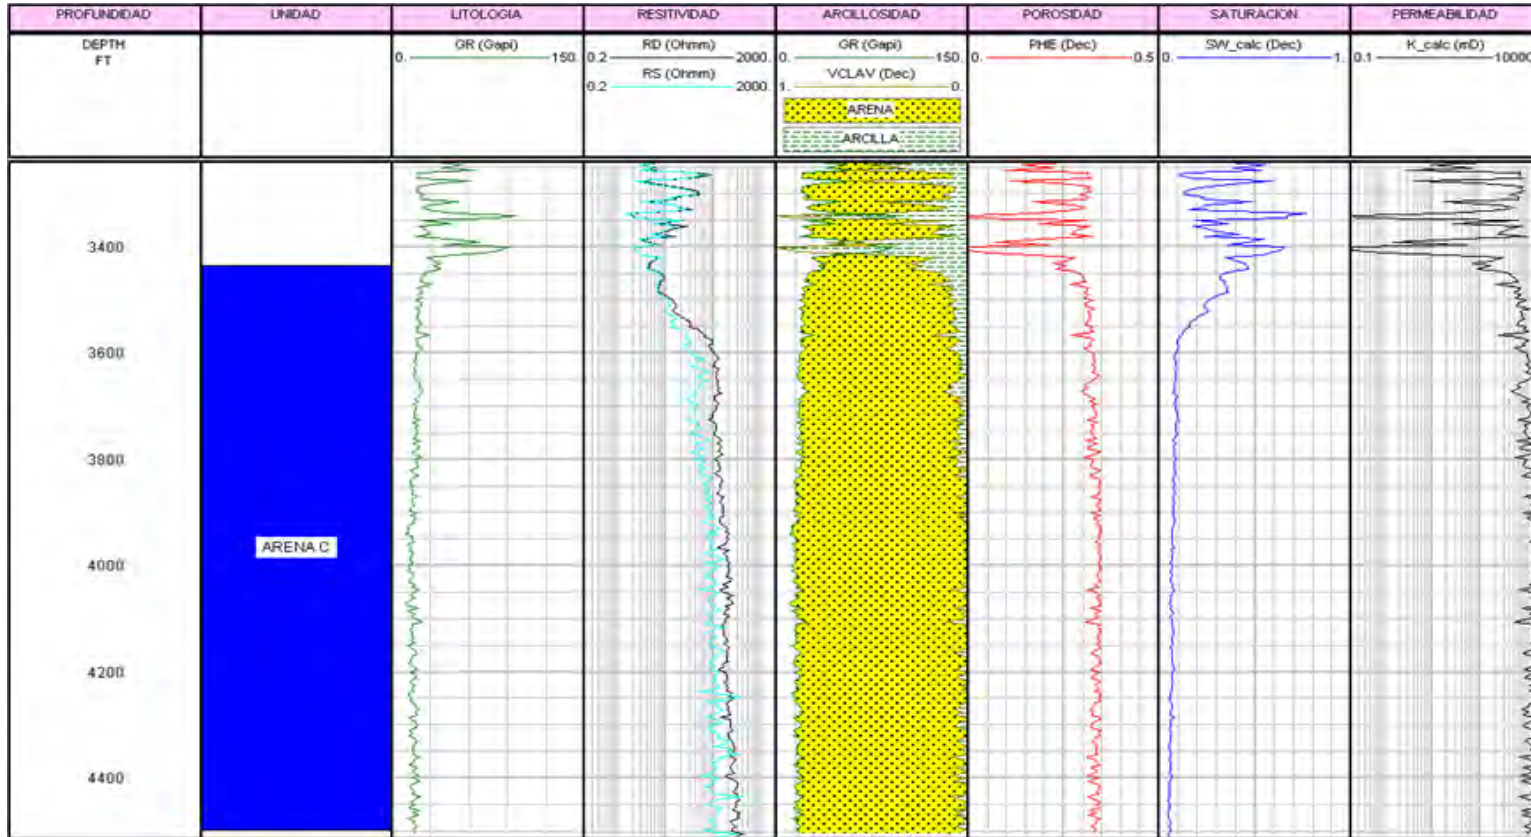 PROFUNDIDAD UNIDAD LITOLOGIA RESITIVIDAD ARCILLOSIDAD POROSIDAD SATURACION PERMEABILIDAD
DEPTH GR (Gapi) RD (Ohmm) GR (Gapi) PHIE (Dec) SW_calc (Dec) K_calc (mD)
FT 0. 150. 0.2 2000. 0. 150. 0. 0.5 0. 1. 0.1 10000
RS (Ohmm) VCLAV (Dec)
0.2 2000. 1. 0.
ARENA
ARCILLA
3400
3600
3800
ARENA C
4000
4200
4400